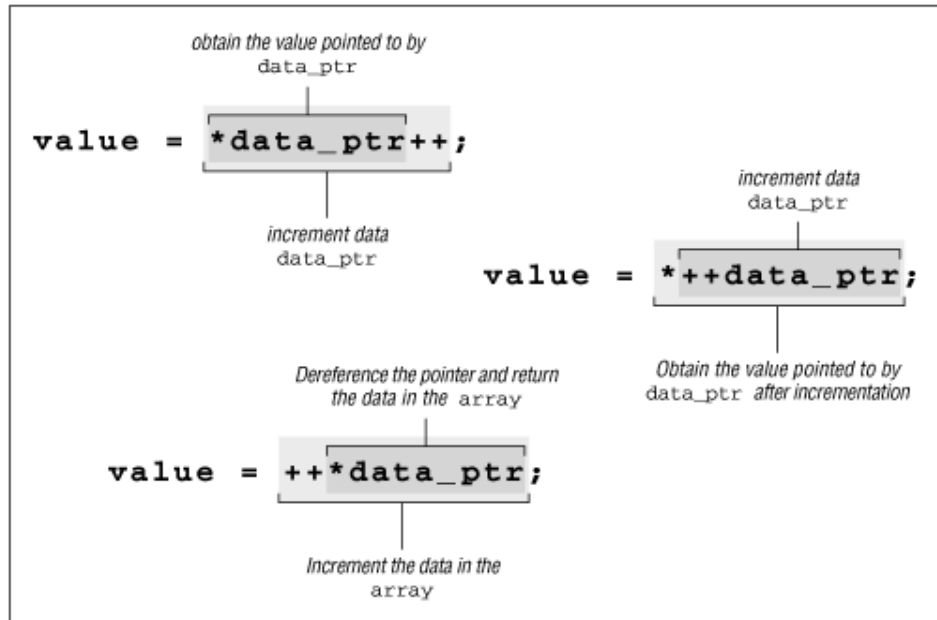 obtain the value pointed to by
data_ptr
value = *data_ptr++;
increment data
data_ptr
increment data
data_ptr
value = *++data_ptr;
Obtain the value pointed to by
data_ptr after incrementation
Dereference the pointer and return
the data in the array
value = ++*data_ptr;
Increment the data in the
array